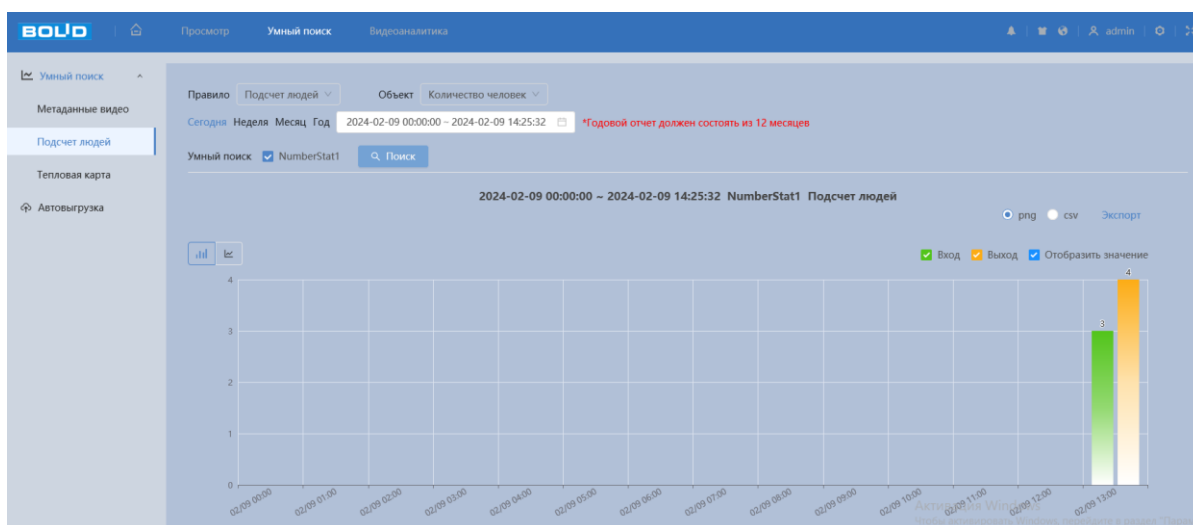 BOLID Просмотр Умный поиск Видеоаналитика admin
Умный поиск
Метаданные видео
Подсчет людей
Тепловая карта
Автовыгрузка
Правило Подсчет людей Объект Количество человек
Сегодня Неделя Месяц Год 2024-02-09 00:00:00 ~ 2024-02-09 14:25:32 *Годовой отчет должен состоять из 12 месяцев
Умный поиск NumberStat1 Поиск
2024-02-09 00:00:00 ~ 2024-02-09 14:25:32 NumberStat1 Подсчет людей
png csv Экспорт
Вход Выход Отобразить значение
4
4
3
3
2
1
0
02/09 00:00 02/09 01:00 02/09 02:00 02/09 03:00 02/09 04:00 02/09 05:00 02/09 06:00 02/09 07:00 02/09 08:00 02/09 09:00 02/09 10:00 02/09 11:00 02/09 12:00 02/09 13:00
Активация Windows